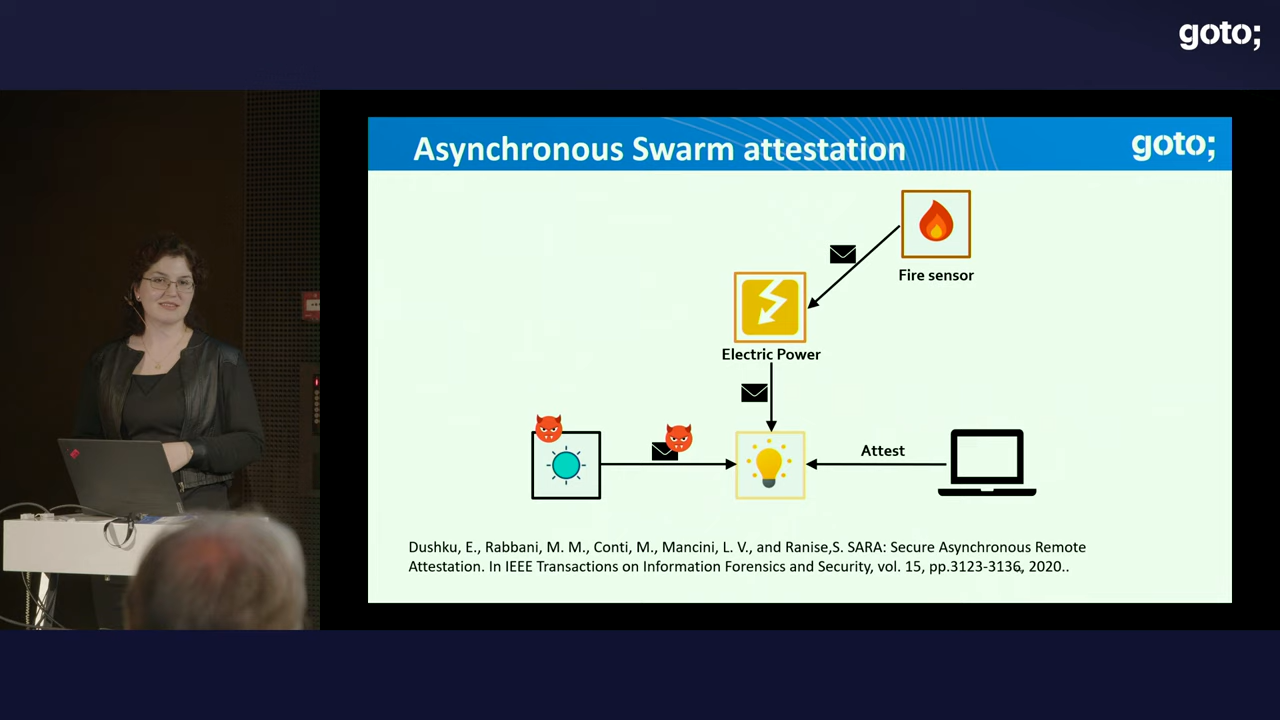 goto;
Asynchronous Swarm attestation
goto;
Fire sensor
Electric Power
Attest
Dushku, E., Rabbani, M. M., Conti, M., Mancini, L. V., and Ranise,S. SARA: Secure Asynchronous Remote
Attestation. In IEEE Transactions on Information Forensics and Security, vol. 15, pp.3123-3136, 2020..